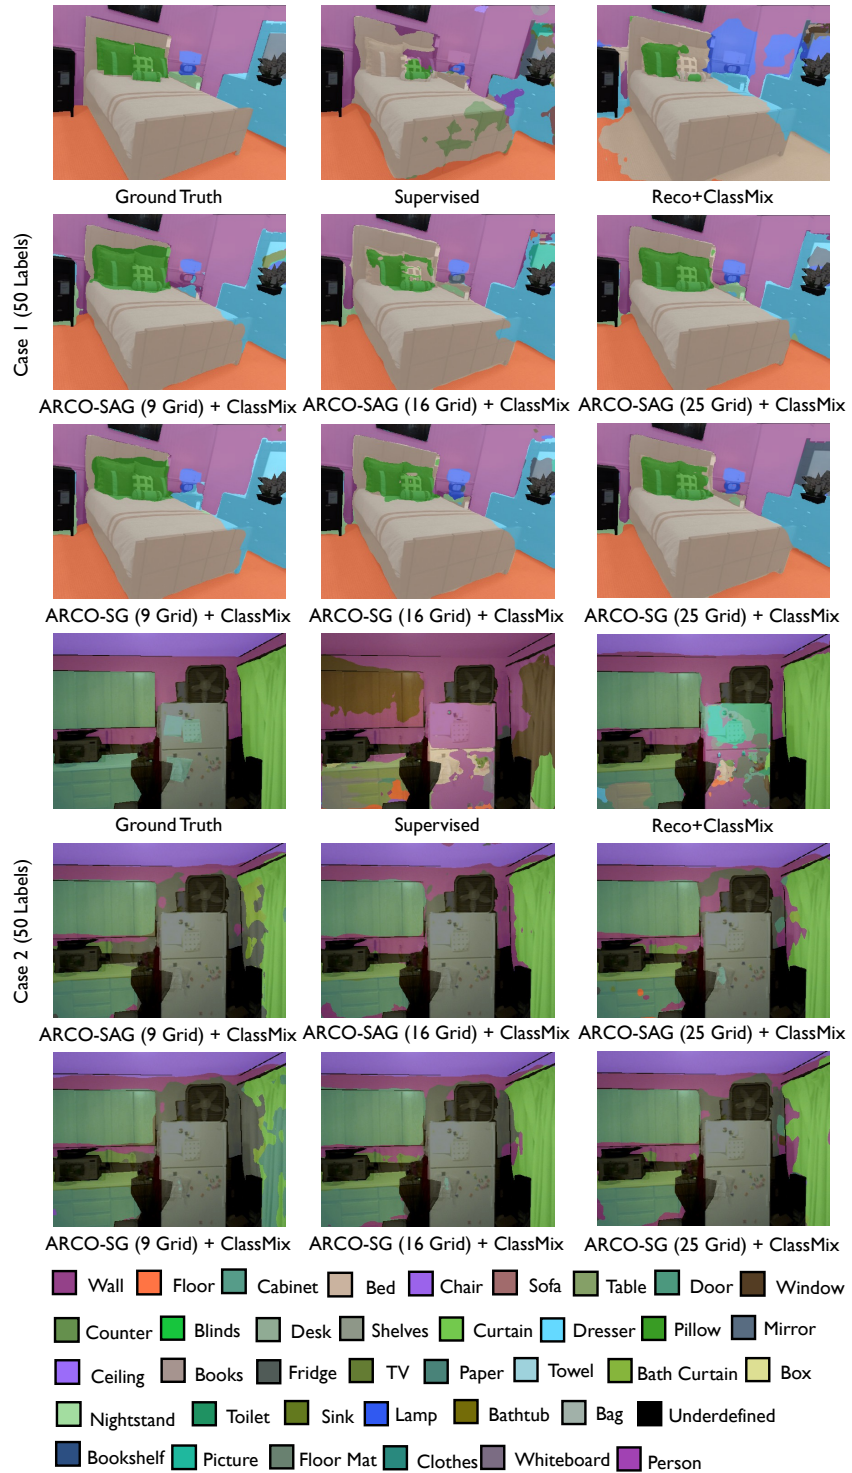 Ground Truth
Supervised
Reco+ClassMix
Case 1 (50 Labels)
ARCO-SAG (9 Grid) + ClassMix
ARCO-SAG (16 Grid) + ClassMix
ARCO-SAG (25 Grid) + ClassMix
ARCO-SG (9 Grid) + ClassMix
ARCO-SG (16 Grid) + ClassMix
ARCO-SG (25 Grid) + ClassMix
Ground Truth
Supervised
Reco+ClassMix
Case 2 (50 Labels)
ARCO-SAG (9 Grid) + ClassMix
ARCO-SAG (16 Grid) + ClassMix
ARCO-SAG (25 Grid) + ClassMix
ARCO-SG (9 Grid) + ClassMix
ARCO-SG (16 Grid) + ClassMix
ARCO-SG (25 Grid) + ClassMix
Wall Floor Cabinet Bed Chair Sofa Table Door Window
Counter Blinds Desk Shelves Curtain Dresser Pillow Mirror
Ceiling Books Fridge TV Paper Towel Bath Curtain Box
Nightstand Toilet Sink Lamp Bathtub Bag Underdefined
Bookshelf Picture Floor Mat Clothes Whiteboard Person